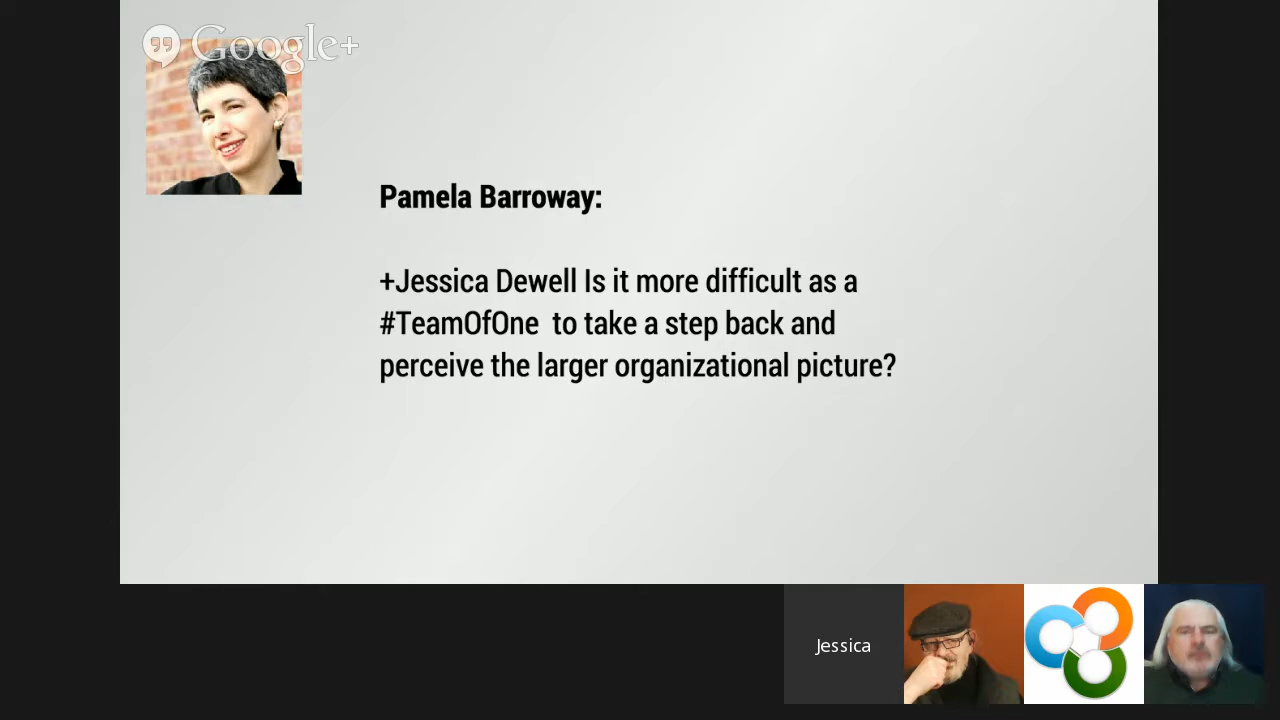 Google+
Pamela Barroway:
+Jessica Dewell Is it more difficult as a
#TeamOfOne to take a step back and
perceive the larger organizational picture?
Jessica